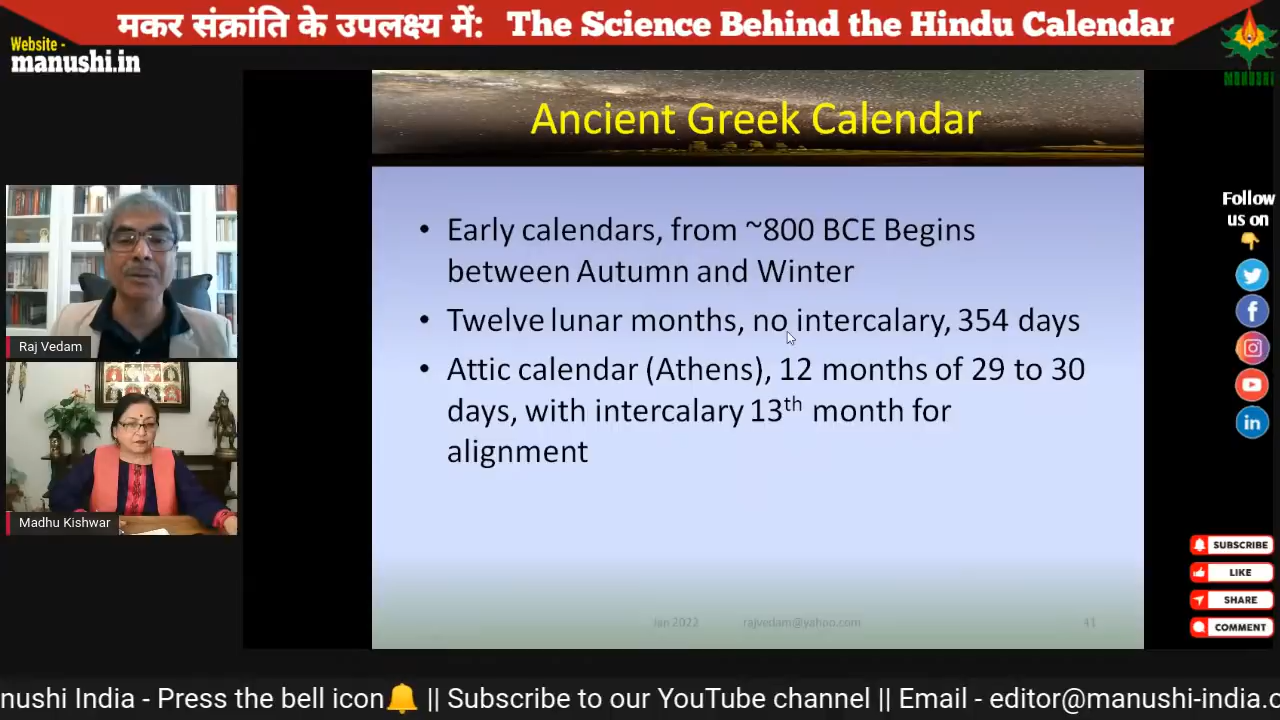 मकर संक्रांति के उपलक्ष्य में: The Science Behind the Hindu Calendar
Website -
manushi.in
MANUSHI
Ancient Greek Calendar
• Early calendars, from ~800 BCE Begins
between Autumn and Winter
• Twelve lunar months, no intercalary, 354 days
• Attic calendar (Athens), 12 months of 29 to 30
days, with intercalary 13th month for
alignment
Jan 2022 rajvedam@yahoo.com 41
Raj Vedam
Madhu Kishwar
Follow
us on
SUBSCRIBE
LIKE
SHARE
COMMENT
nushi India - Press the bell icon🔔 || Subscribe to our YouTube channel || Email - editor@manushi-india.c